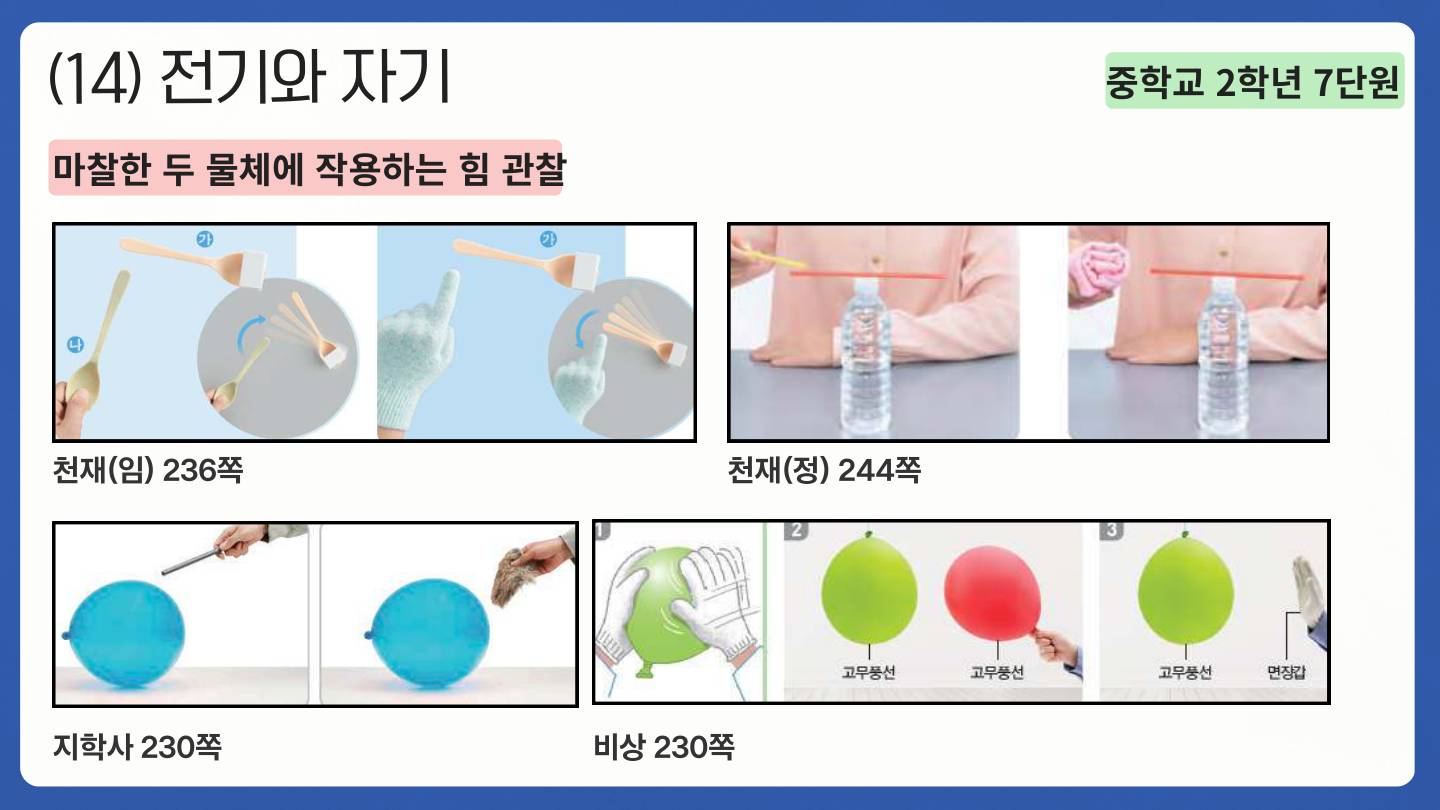 (14) 전기와 자기
중학교 2학년 7단원
마찰한 두 물체에 작용하는 힘 관찰
가
나
가
천재(임) 236쪽
천재(정) 244쪽
1
2
3
고무풍선
고무풍선
고무풍선
면장갑
지학사 230쪽
비상 230쪽